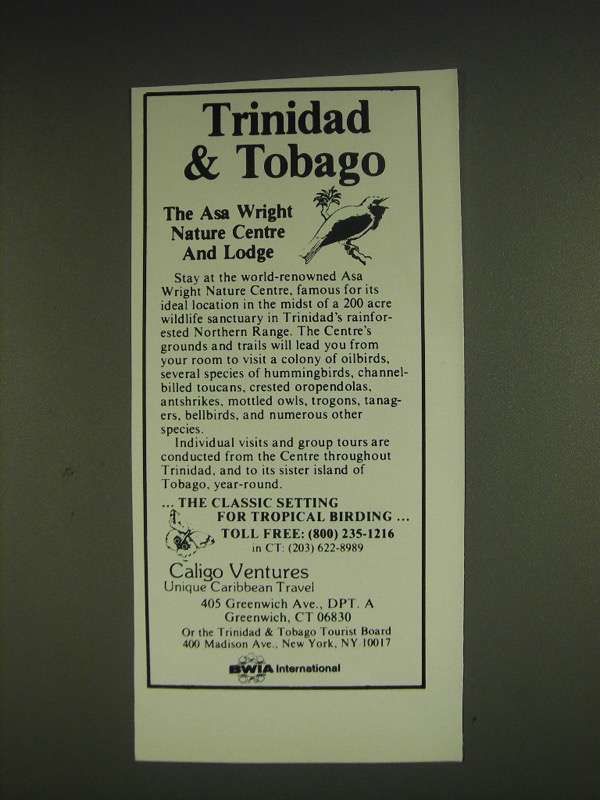 Trinidad
& Tobago
The Asa Wright
Nature Centre
And Lodge
Stay at the world-renowned Asa
Wright Nature Centre, famous for its
ideal location in the midst of a 200 acre
wildlife sanctuary in Trinidad's rainfor-
ested Northern Range. The Centre's
grounds and trails will lead you from
your room to visit a colony of oilbirds,
several species of hummingbirds, channel-
billed toucans, crested oropendolas,
antshrikes, mottled owls, trogons, tanag-
ers, bellbirds, and numerous other
species.
Individual visits and group tours are
conducted from the Centre throughout
Trinidad, and to its sister island of
Tobago, year-round.
... THE CLASSIC SETTING
FOR TROPICAL BIRDING ...
TOLL FREE: (800) 235-1216
in CT: (203) 622-8989
Caligo Ventures
Unique Caribbean Travel
405 Greenwich Ave., DPT. A
Greenwich, CT 06830
Or the Trinidad & Tobago Tourist Board
400 Madison Ave., New York, NY 10017
BWIA International